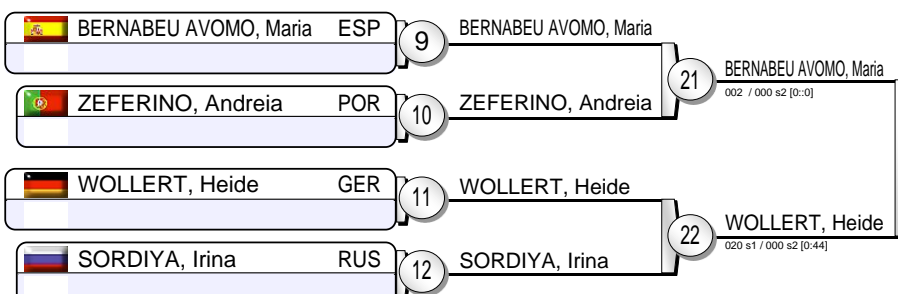 BERNABEU AVOMO, Maria ESP
9
BERNABEU AVOMO, Maria
21
BERNABEU AVOMO, Maria
002 / 000 s2 [0::0]
ZEFERINO, Andreia POR
10
ZEFERINO, Andreia
WOLLERT, Heide GER
11
WOLLERT, Heide
22
WOLLERT, Heide
020 s1 / 000 s2 [0:44]
SORDIYA, Irina RUS
12
SORDIYA, Irina